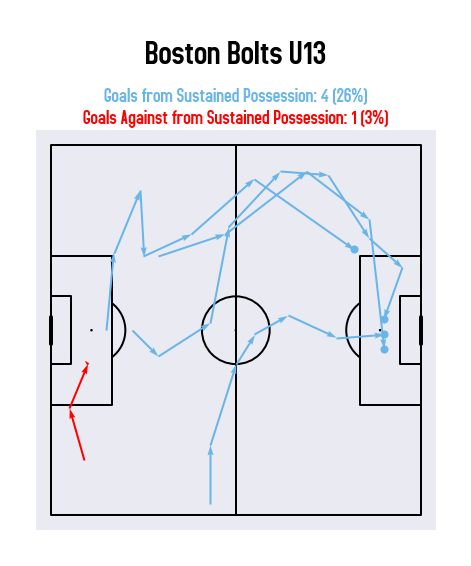 Boston Bolts U13
Goals from Sustained Possession: 4 (26%)
Goals Against from Sustained Possession: 1 (3%)